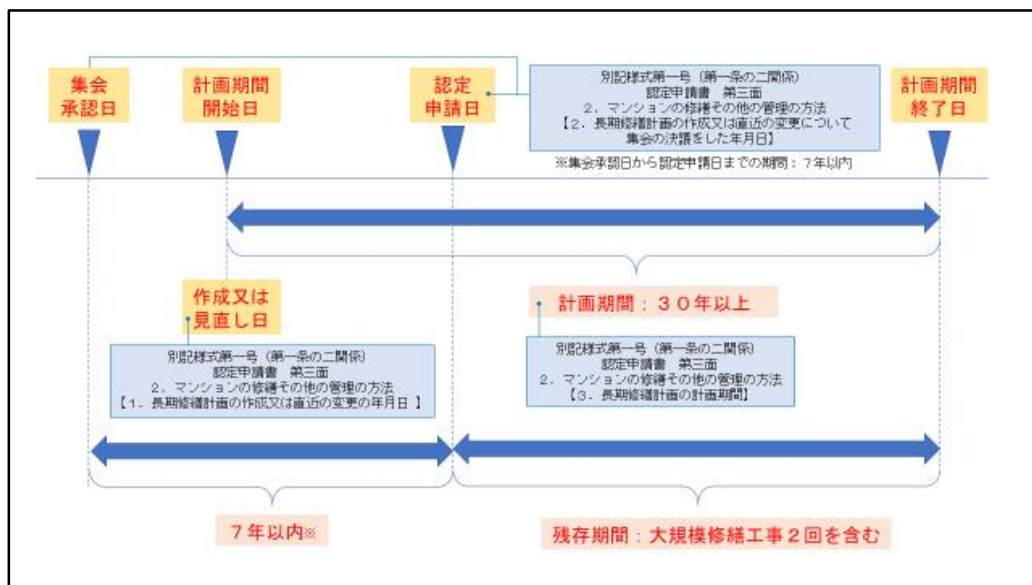 集会
承認日
計画期間
開始日
認定
申請日
別記様式第一号（第一条の二関係）
認定申請書　第三面
２．マンションの修繕その他の管理の方法
【２．長期修繕計画の作成又は直近の変更について
集会の決議をした年月日】
※集会承認日から認定申請日までの期間：７年以内
計画期間
終了日
作成又は
見直し日
別記様式第一号（第一条の二関係）
認定申請書　第三面
２．マンションの修繕その他の管理の方法
【１．長期修繕計画の作成又は直近の変更の年月日 】
計画期間：３０年以上
別記様式第一号（第一条の二関係）
認定申請書　第三面
２．マンションの修繕その他の管理の方法
【３．長期修繕計画の計画期間】
７年以内※
残存期間：大規模修繕工事２回を含む